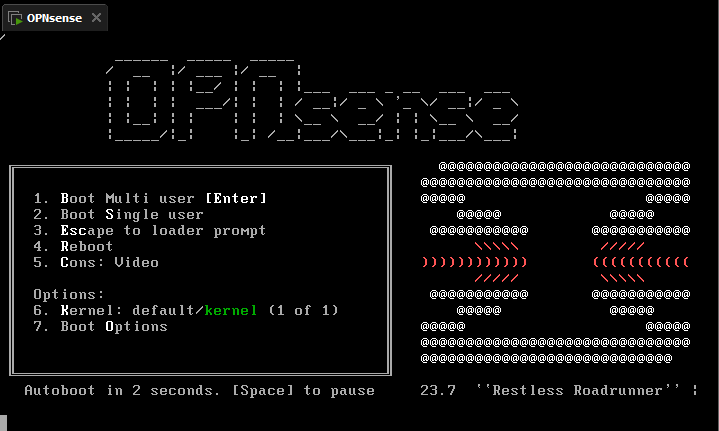 OPNsense
OPNsense
1. Boot Multi user [Enter]
2. Boot Single user
3. Escape to loader prompt
4. Reboot
5. Cons: Video
Options:
6. Kernel: default/kernel (1 of 1)
7. Boot Options
Autoboot in 2 seconds. [Space] to pause
23.7 ``Restless Roadrunner'' ¦